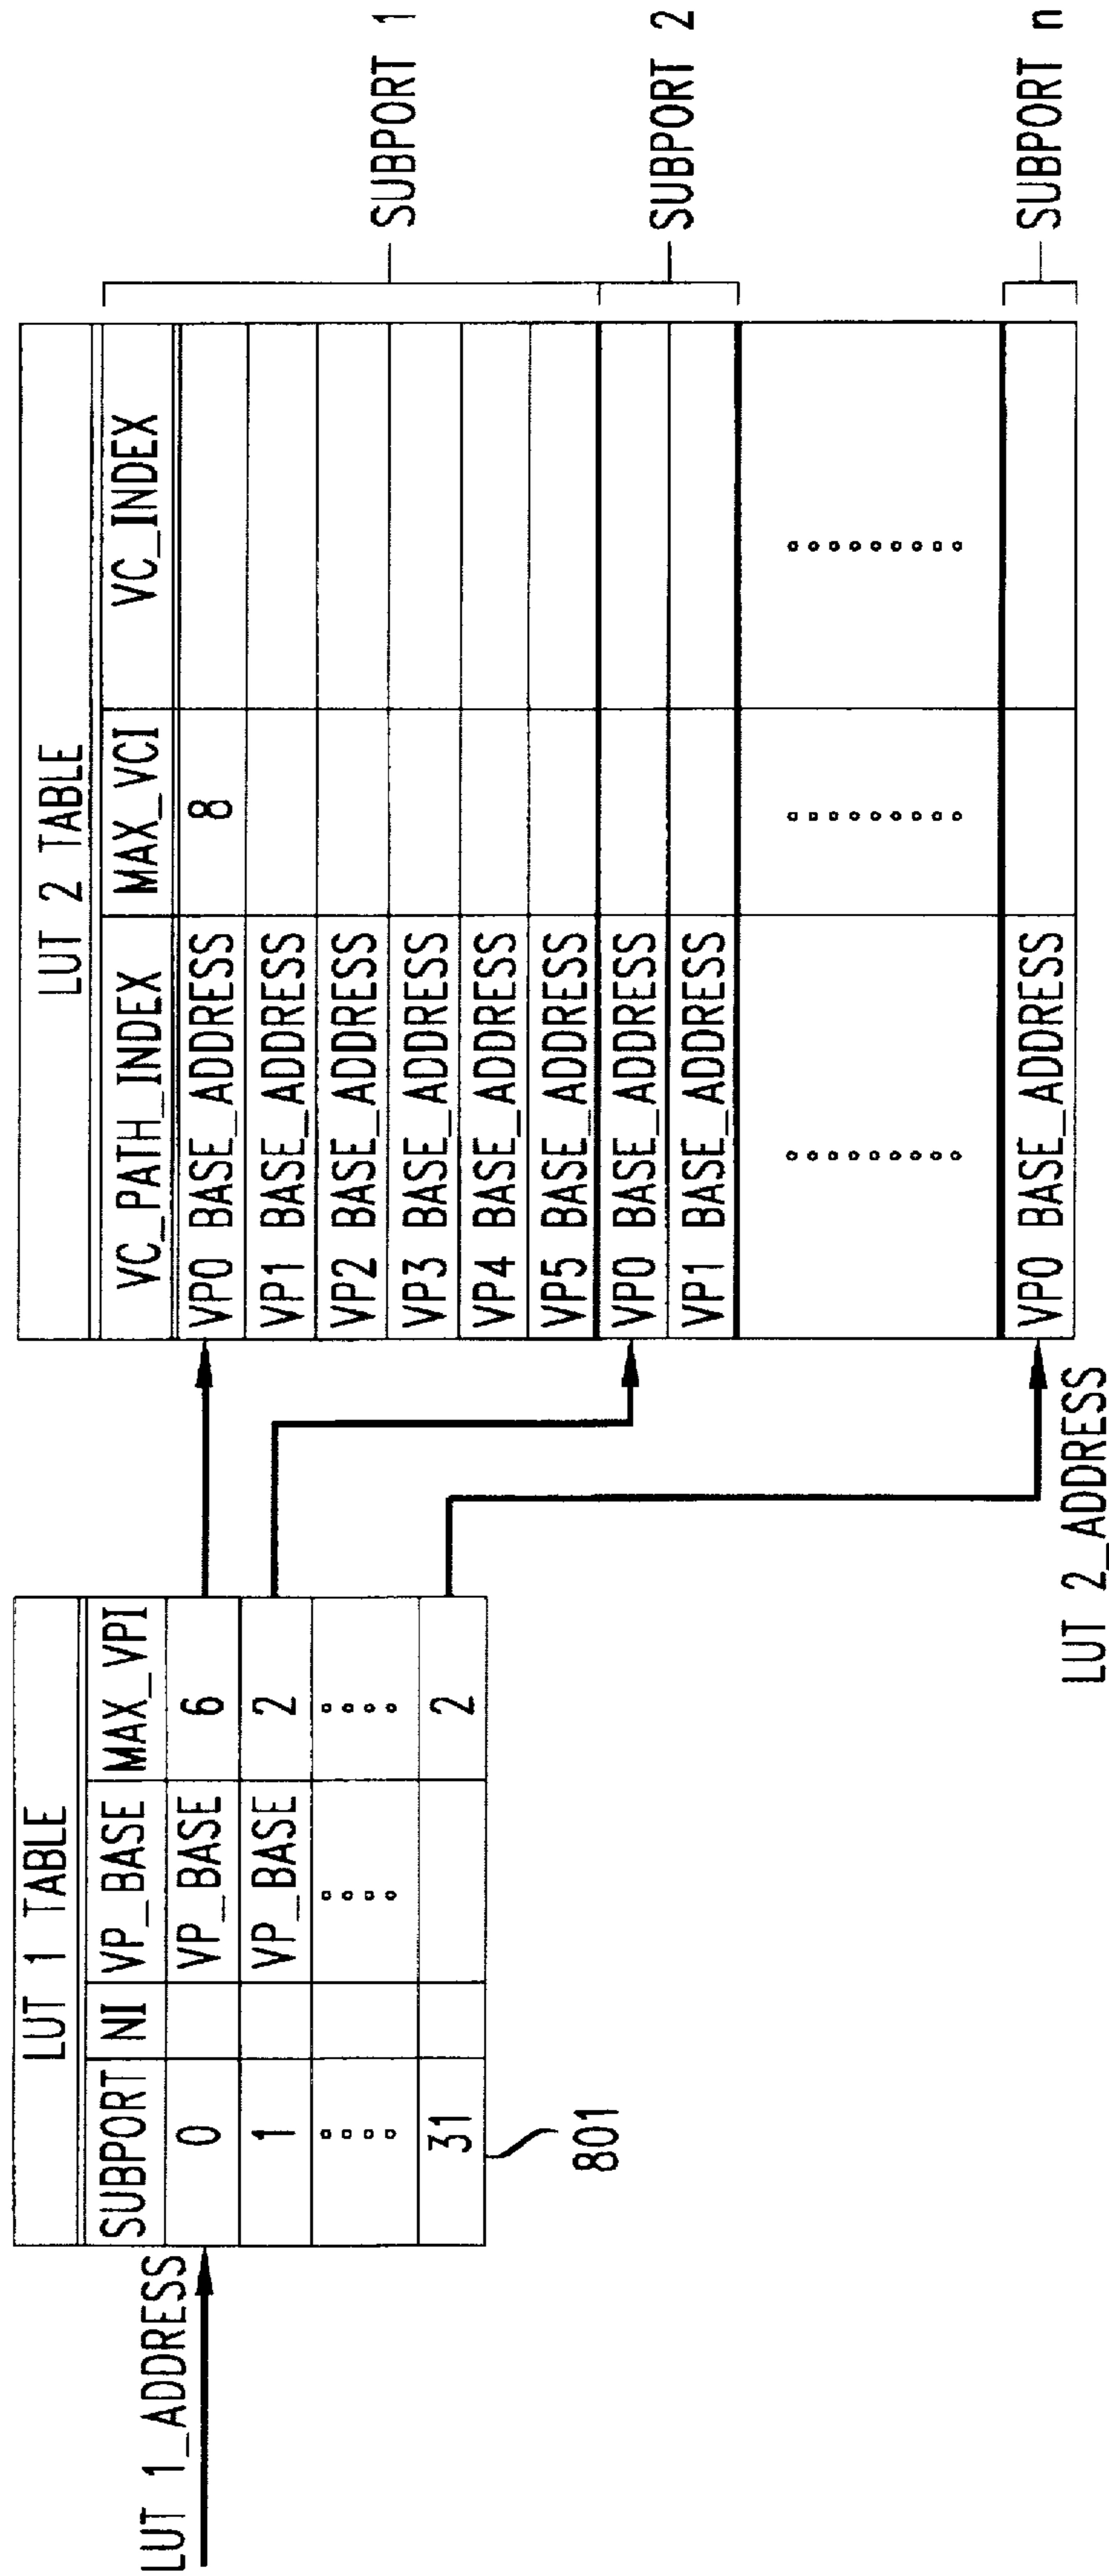 LUT 1_ADDRESS
LUT 1 TABLE
SUBPORT NI VP_BASE MAX_VPI
0 VP_BASE 6
1 VP_BASE 2
31 2
801
LUT 2 TABLE
VC_PATH_INDEX MAX_VCI VC_INDEX
VP0 BASE_ADDRESS 8
VP1 BASE_ADDRESS
VP2 BASE_ADDRESS
VP3 BASE_ADDRESS
VP4 BASE_ADDRESS
VP5 BASE_ADDRESS
VP0 BASE_ADDRESS
VP1 BASE_ADDRESS
VP0 BASE_ADDRESS
LUT 2_ADDRESS
SUBPORT 1
SUBPORT 2
SUBPORT n